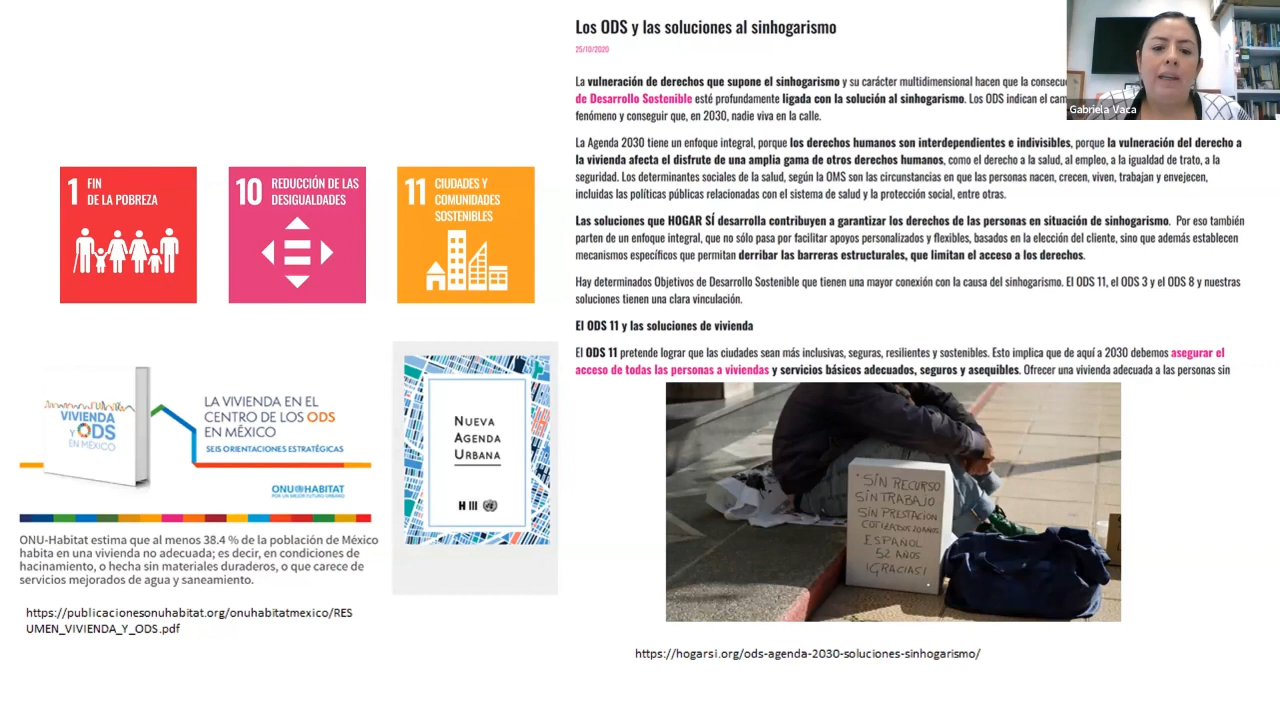 Los ODS y las soluciones al sinhogarismo
25/10/2020
La vulneración de derechos que supone el sinhogarismo y su carácter multidimensional hacen que la
de Desarrollo Sostenible esté profundamente ligada con la solución al sinhogarismo. Los ODS indican el
fenómeno y conseguir que, en 2030, nadie viva en la calle.
La Agenda 2030 tiene un enfoque integral, porque los derechos humanos son interdependientes e indivisibles, porque la vulneración del derecho a
la vivienda afecta el disfrute de una amplia gama de otros derechos humanos, como el derecho a la salud, al empleo, a la igualdad de trato, a la
seguridad. Los determinantes sociales de la salud, según la OMS son las circunstancias en que las personas nacen, crecen, viven, trabajan y envejecen,
incluidas las políticas públicas relacionadas con el sistema de salud y la protección social, entre otras.
Las soluciones que HOGAR SÍ desarrolla contribuyen a garantizar los derechos de las personas en situación de sinhogarismo. Por eso también
parten de un enfoque integral, que no sólo pasa por facilitar apoyos personalizados y flexibles, basados en la elección del cliente, sino que además establecen
mecanismos específicos que permitan derribar las barreras estructurales, que limitan el acceso a los derechos.
Hay determinados Objetivos de Desarrollo Sostenible que tienen una mayor conexión con la causa del sinhogarismo. El ODS 11, el ODS 3 y el ODS 8 y nuestras
soluciones tienen una clara vinculación.
El ODS 11 y las soluciones de vivienda
El ODS 11 pretende lograr que las ciudades sean más inclusivas, seguras, resilientes y sostenibles. Esto implica que de aquí a 2030 debemos asegurar el
acceso de todas las personas a viviendas y servicios básicos adecuados, seguros y asequibles. Ofrecer una vivienda adecuada a las personas sin
Gabriela Vaca
1 FIN
DE LA POBREZA
10 REDUCCIÓN DE LAS
DESIGUALDADES
11 CIUDADES Y
COMUNIDADES
SOSTENIBLES
VIVIENDA
Y ODS
EN MÉXICO
LA VIVIENDA EN EL
CENTRO DE LOS ODS
EN MÉXICO
SEIS ORIENTACIONES ESTRATÉGICAS
ONU HABITAT
POR UN MEJOR FUTURO URBANO
NUEVA
AGENDA
URBANA
H III
ONU-Habitat estima que al menos 38.4 % de la población de México
habita en una vivienda no adecuada; es decir, en condiciones de
hacinamiento, o hecha sin materiales duraderos, o que carece de
servicios mejorados de agua y saneamiento.
https://publicacionesonuhabitat.org/onuhabitatmexico/RES
UMEN_VIVIENDA_Y_ODS.pdf
SIN RECURSO
SIN TRABAJO
SIN PRESTACION
ESPAÑOL
52 AÑOS
¡GRACIAS!
https://hogarsi.org/ods-agenda-2030-soluciones-sinhogarismo/